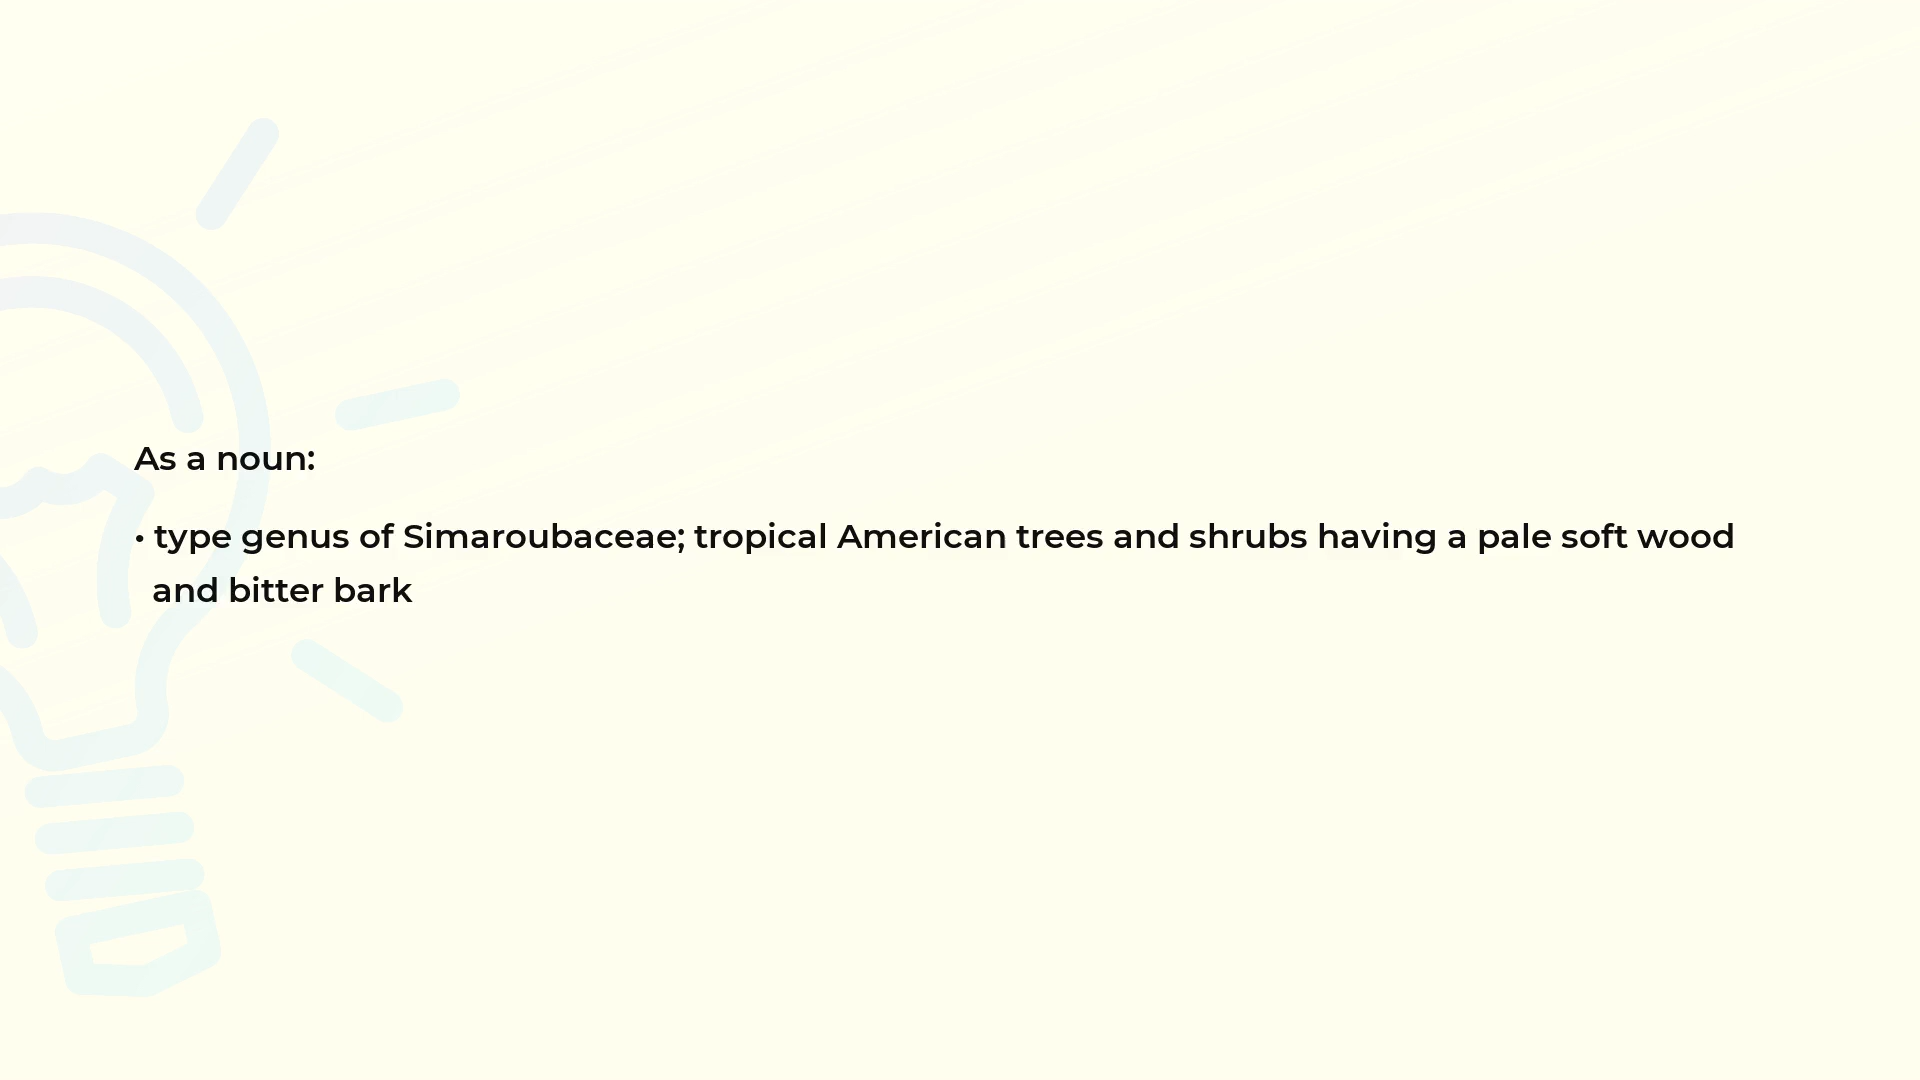 As a noun:
• type genus of Simaroubaceae; tropical American trees and shrubs having a pale soft wood
and bitter bark